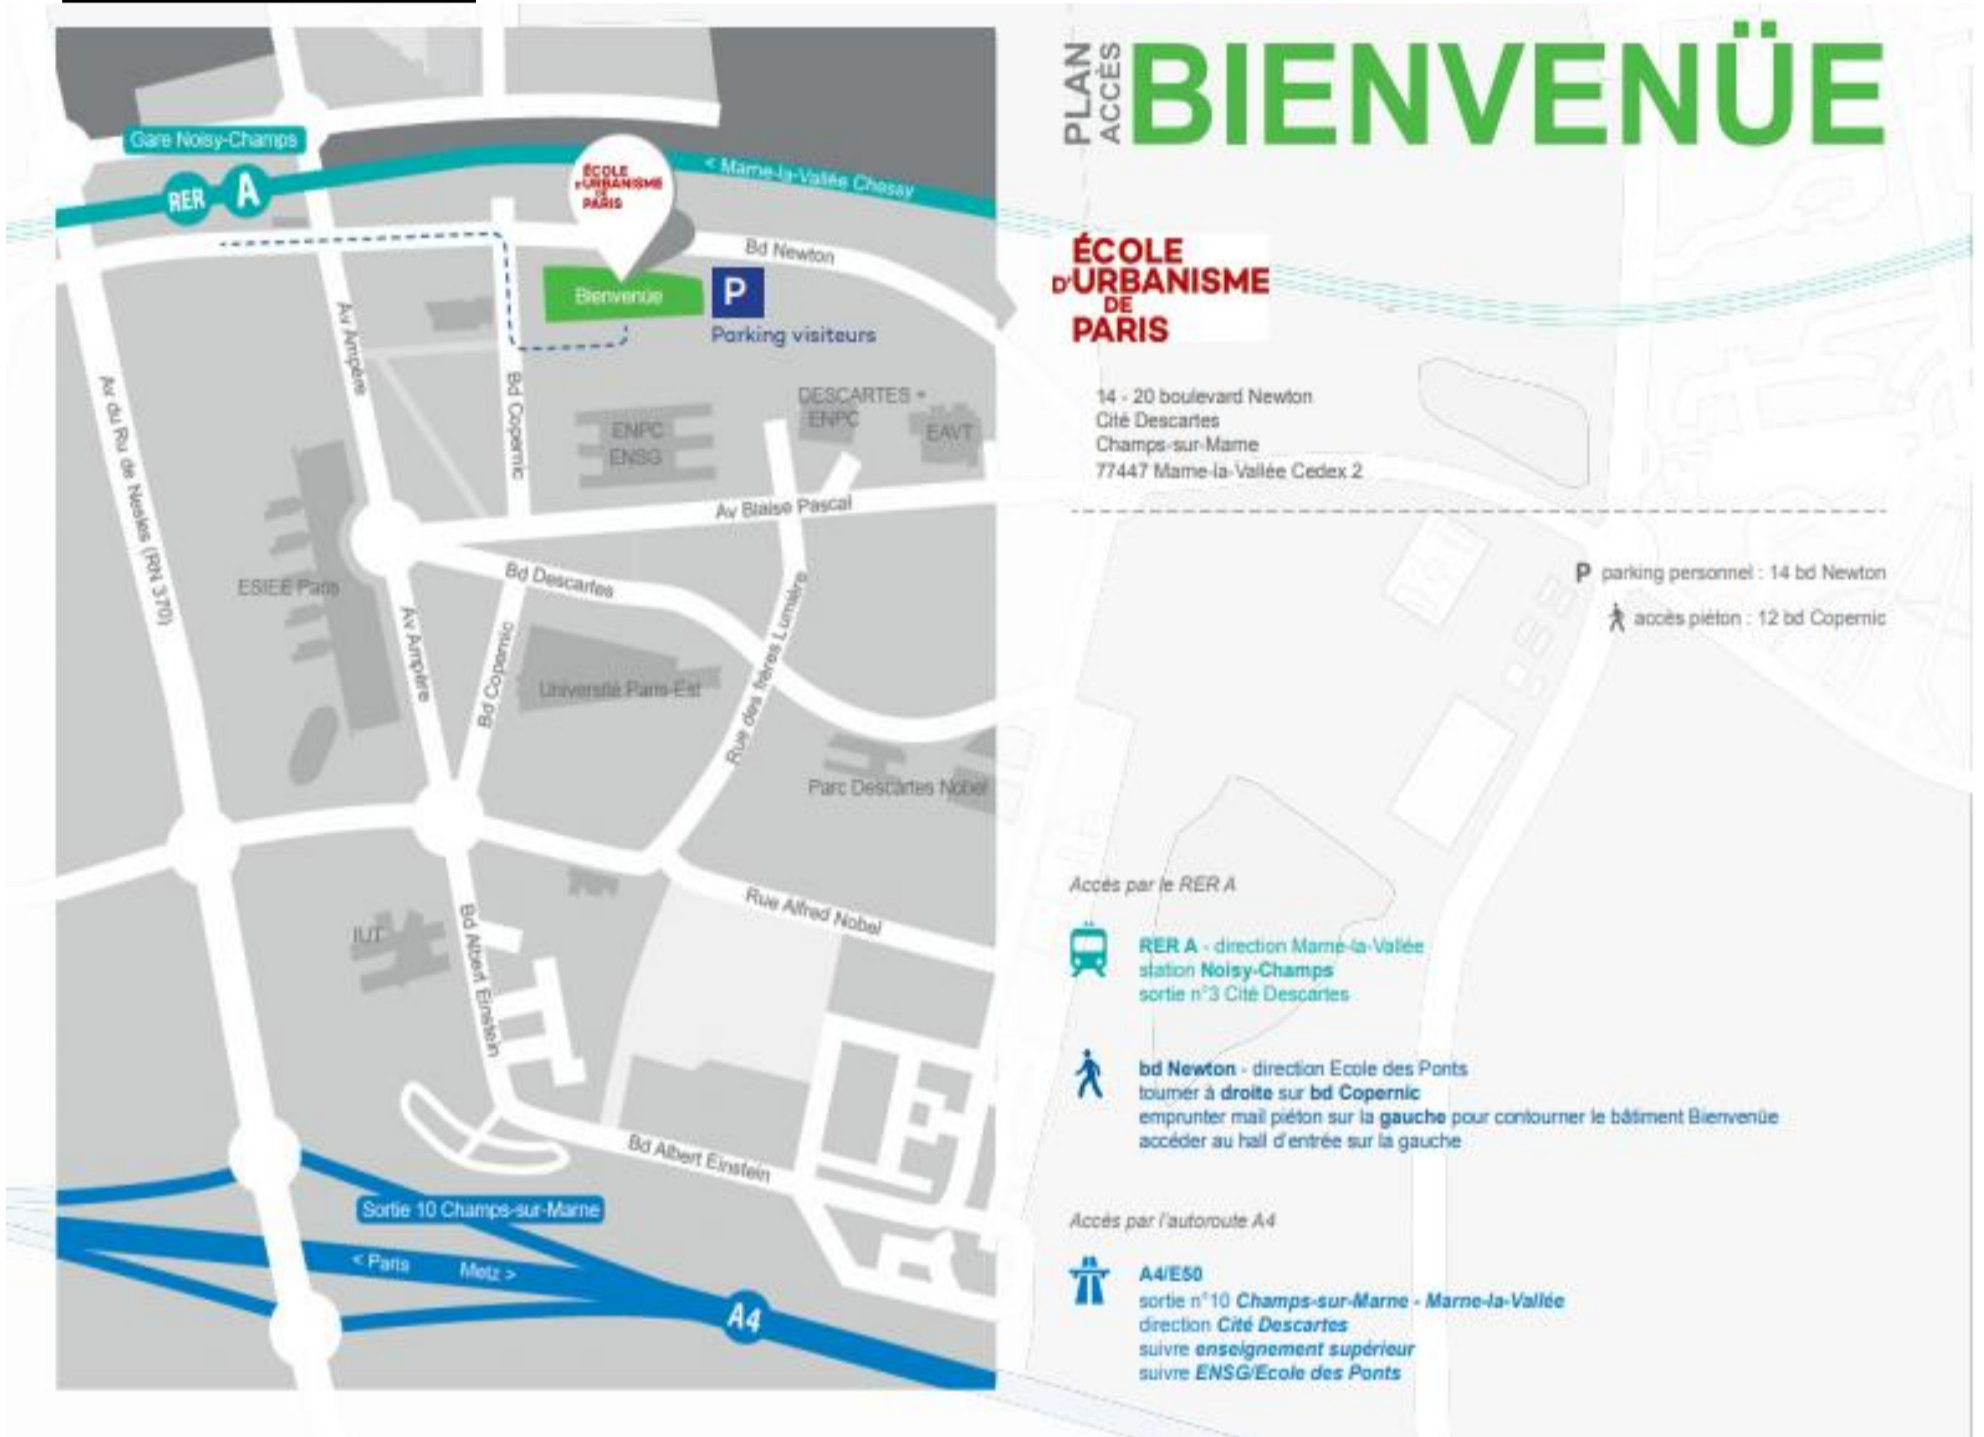 PLAN
ACCÈS
BIENVENÜE
Gare Noisy-Champs
RER A
< Marne-la-Vallée Chessy
ÉCOLE
D'URBANISME
DE
PARIS
Bd Newton
Bienvenüe
P
Parking visiteurs
Av Ampère
Av du Ru de Nesles (RN 370)
Bd Copernic
ENPC
ENSG
DESCARTES +
ENPC
EAVT
Av Blaise Pascal
ESIEE Paris
Bd Descartes
Av Ampère
Bd Copernic
Rue des frères Lumière
Université Paris-Est
Parc Descartes Nobel
Rue Alfred Nobel
IUT
Bd Albert Einstein
Bd Albert Einstein
Sortie 10 Champs-sur-Marne
< Paris Metz >
A4
ÉCOLE
D'URBANISME
DE
PARIS
14 - 20 boulevard Newton
Cité Descartes
Champs-sur-Marne
77447 Marne-la-Vallée Cedex 2
P parking personnel : 14 bd Newton
accès piéton : 12 bd Copernic
Accès par le RER A
RER A - direction Marne-la-Vallée
station Noisy-Champs
sortie n°3 Cité Descartes
bd Newton - direction Ecole des Ponts
tourner à droite sur bd Copernic
emprunter mail piéton sur la gauche pour contourner le bâtiment Bienvenüe
accéder au hall d'entrée sur la gauche
Accès par l'autoroute A4
A4/E50
sortie n°10 Champs-sur-Marne - Marne-la-Vallée
direction Cité Descartes
suivre enseignement supérieur
suivre ENSG/Ecole des Ponts